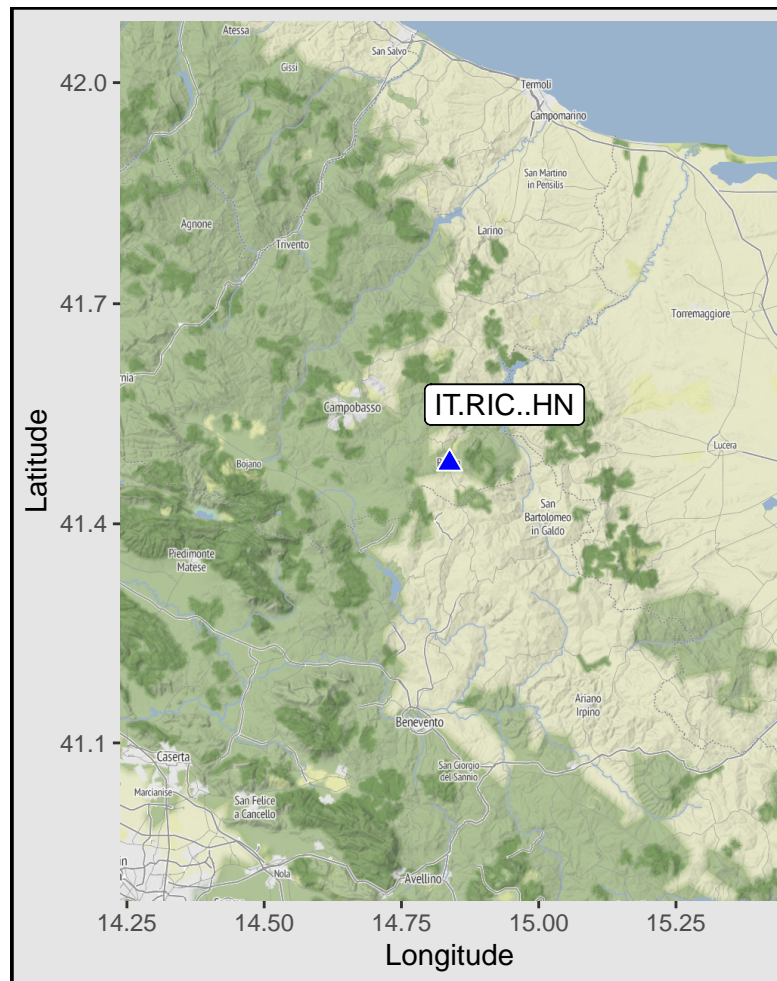 Atessa
San Salvo
Gissi
42.0
Termoli
Campomarino
San Martino
in Pensilis
Agnone
Larino
Trivento
41.7
Torremaggiore
IT.RIC..HN
Campobasso
Lucera
Bojano
Latitude
41.4
San
Bartolomeo
in Galdo
Piedimonte
Matese
Ariano
Irpino
41.1
Benevento
Caserta
San Giorgio
del Sannio
Marcianise
San Felice
a Cancello
Nola
Avellino
14.25 14.50 14.75 15.00 15.25
Longitude